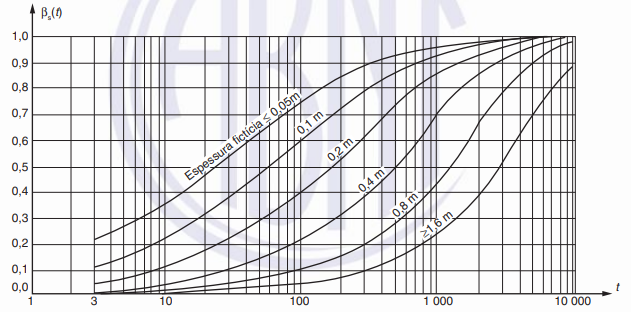 βs(t)
1,0
0,9
0,8
0,7
0,6
0,5
0,4
0,3
0,2
0,1
0,0
Espessura fictícia ≤ 0,05m
0,1 m
0,2 m
0,4 m
0,8 m
≥1,6 m
1 3 10 100 1 000 10 000 t
ABNT